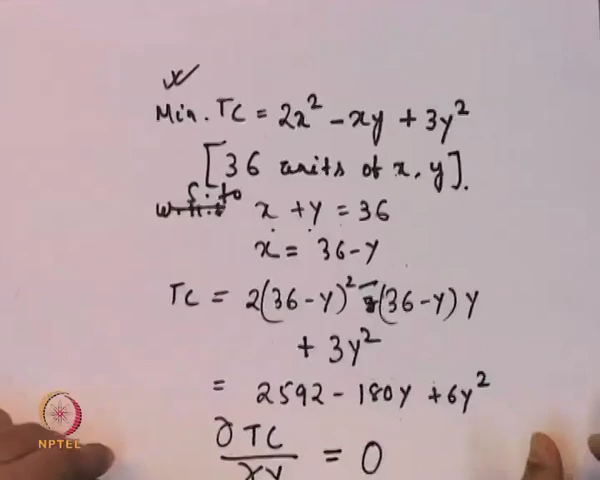 Min. TC = 2x² - xy + 3y²
[36 units of x, y].
S. to
w.r.t. x + y = 36
x = 36 - y
TC = 2(36 - y)² - (36 - y) y
+ 3y²
= 2592 - 180y + 6y²
∂TC
= 0
NPTEL